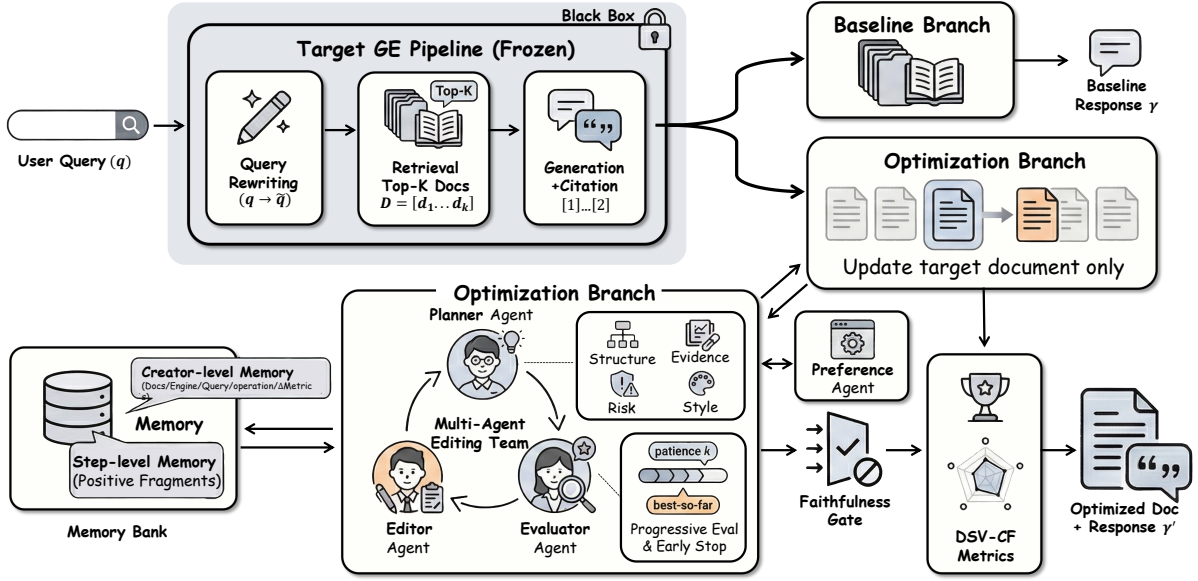 Black Box
Target GE Pipeline (Frozen)
User Query (q)
Query
Rewriting
(q → q̃)
Top-K
Retrieval
Top-K Docs
D = [d₁…dₖ]
Generation
+Citation
[1]…[2]
Baseline Branch
Baseline
Response γ
Optimization Branch
Update target document only
Optimization Branch
Planner Agent
Structure
Evidence
Risk
Style
Multi-Agent
Editing Team
Editor
Agent
Evaluator
Agent
patience k
best-so-far
Progressive Eval
& Early Stop
Creator-level Memory
(Docs/Engine/Query/operation/ΔMetric
s)
Memory
Step-level Memory
(Positive Fragments)
Memory Bank
Preference
Agent
Faithfulness
Gate
DSV-CF
Metrics
Optimized Doc
+ Response γ′